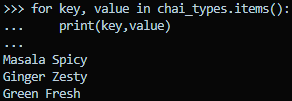 >>> for key, value in chai_types.items():
...     print(key,value)
...
Masala Spicy
Ginger Zesty
Green Fresh